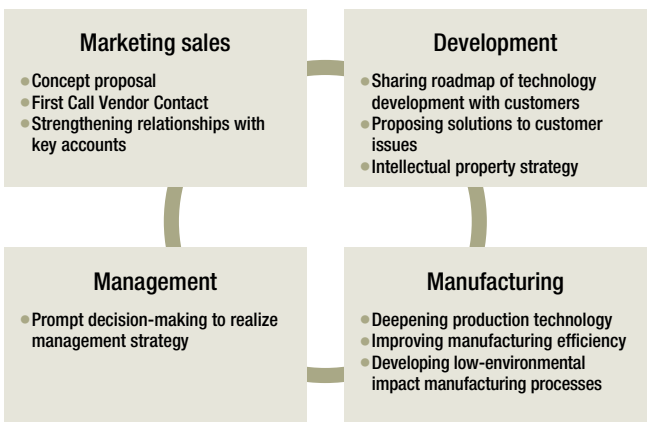 Marketing sales
● Concept proposal
● First Call Vendor Contact
● Strengthening relationships with
key accounts
Development
● Sharing roadmap of technology
development with customers
● Proposing solutions to customer
issues
● Intellectual property strategy
Management
● Prompt decision-making to realize
management strategy
Manufacturing
● Deepening production technology
● Improving manufacturing efficiency
● Developing low-environmental
impact manufacturing processes